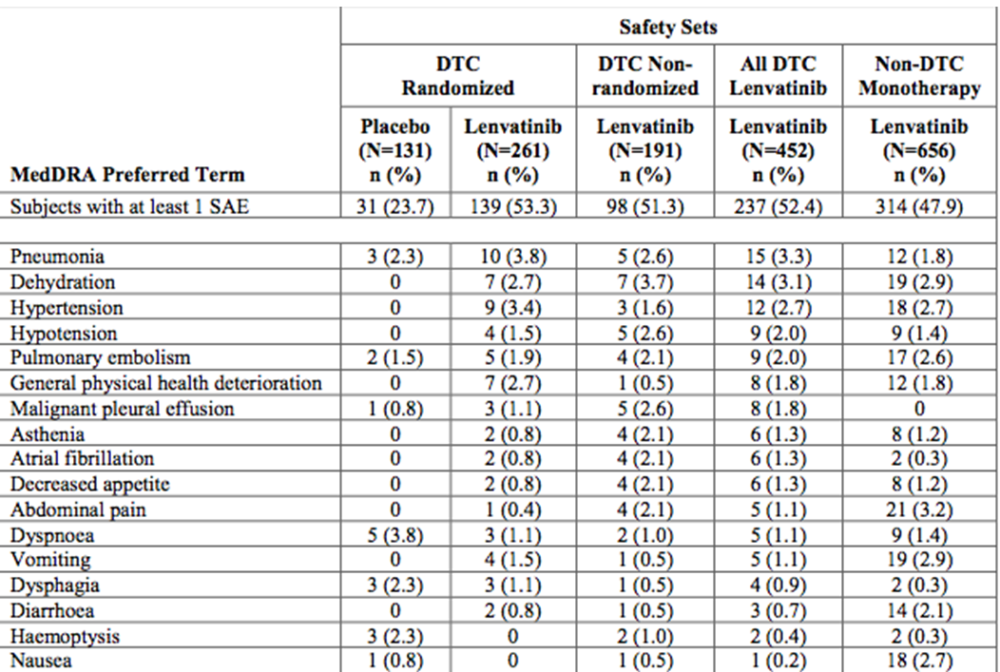 Safety Sets
DTC Randomized | DTC Non-randomized | All DTC Lenvatinib | Non-DTC Monotherapy
MedDRA Preferred Term | Placebo (N=131) n (%) | Lenvatinib (N=261) n (%) | Lenvatinib (N=191) n (%) | Lenvatinib (N=452) n (%) | Lenvatinib (N=656) n (%)
Subjects with at least 1 SAE | 31 (23.7) | 139 (53.3) | 98 (51.3) | 237 (52.4) | 314 (47.9)
Pneumonia | 3 (2.3) | 10 (3.8) | 5 (2.6) | 15 (3.3) | 12 (1.8)
Dehydration | 0 | 7 (2.7) | 7 (3.7) | 14 (3.1) | 19 (2.9)
Hypertension | 0 | 9 (3.4) | 3 (1.6) | 12 (2.7) | 18 (2.7)
Hypotension | 0 | 4 (1.5) | 5 (2.6) | 9 (2.0) | 9 (1.4)
Pulmonary embolism | 2 (1.5) | 5 (1.9) | 4 (2.1) | 9 (2.0) | 17 (2.6)
General physical health deterioration | 0 | 7 (2.7) | 1 (0.5) | 8 (1.8) | 12 (1.8)
Malignant pleural effusion | 1 (0.8) | 3 (1.1) | 5 (2.6) | 8 (1.8) | 0
Asthenia | 0 | 2 (0.8) | 4 (2.1) | 6 (1.3) | 8 (1.2)
Atrial fibrillation | 0 | 2 (0.8) | 4 (2.1) | 6 (1.3) | 2 (0.3)
Decreased appetite | 0 | 2 (0.8) | 4 (2.1) | 6 (1.3) | 8 (1.2)
Abdominal pain | 0 | 1 (0.4) | 4 (2.1) | 5 (1.1) | 21 (3.2)
Dyspnoea | 5 (3.8) | 3 (1.1) | 2 (1.0) | 5 (1.1) | 9 (1.4)
Vomiting | 0 | 4 (1.5) | 1 (0.5) | 5 (1.1) | 19 (2.9)
Dysphagia | 3 (2.3) | 3 (1.1) | 1 (0.5) | 4 (0.9) | 2 (0.3)
Diarrhoea | 0 | 2 (0.8) | 1 (0.5) | 3 (0.7) | 14 (2.1)
Haemoptysis | 3 (2.3) | 0 | 2 (1.0) | 2 (0.4) | 2 (0.3)
Nausea | 1 (0.8) | 0 | 1 (0.5) | 1 (0.2) | 18 (2.7)